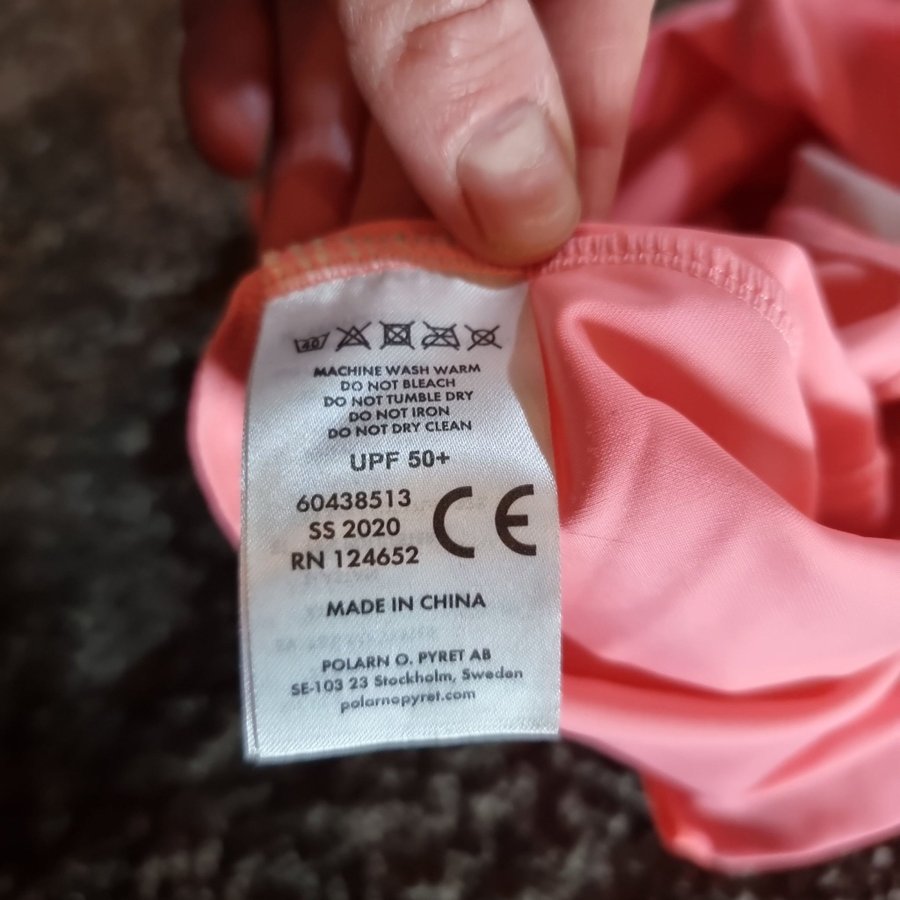 40
MACHINE WASH WARM
DO NOT BLEACH
DO NOT TUMBLE DRY
DO NOT IRON
DO NOT DRY CLEAN
UPF 50+
60438513
SS 2020
RN 124652
CE
MADE IN CHINA
POLARN O. PYRET AB
SE-103 23 Stockholm, Sweden
polarnopyret.com